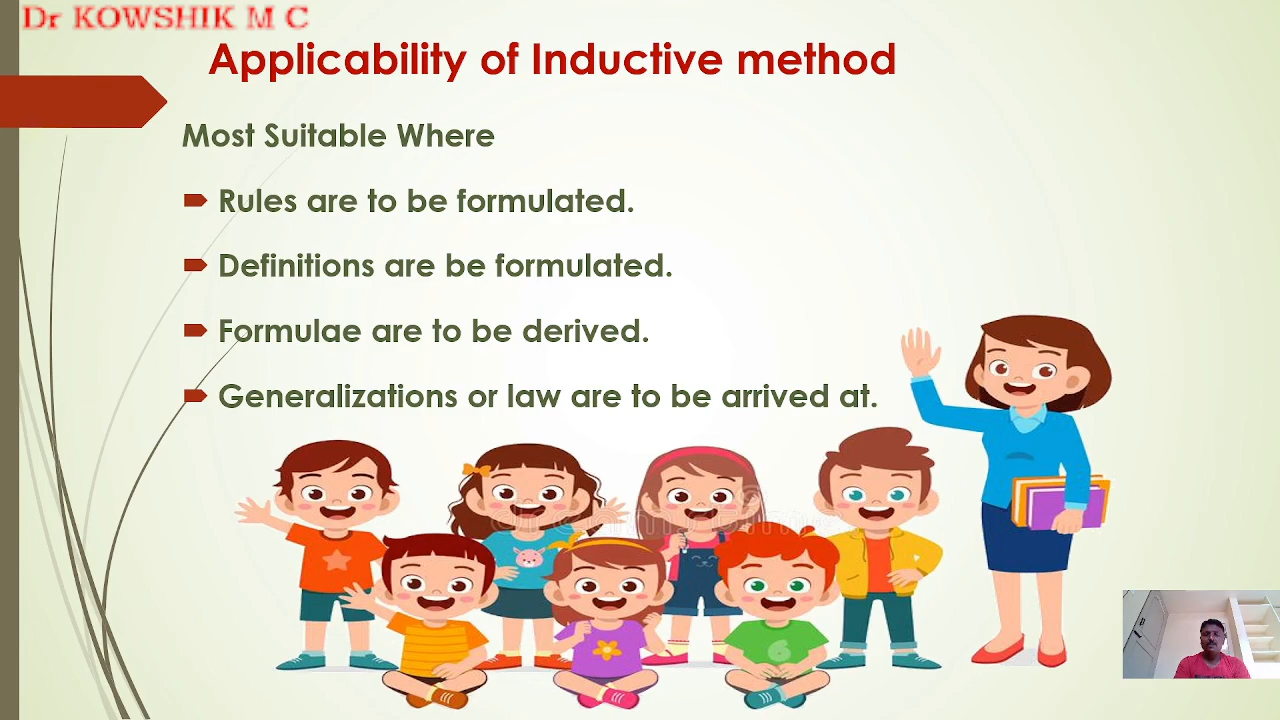 Dr KOWSHIK M C
Applicability of Inductive method
Most Suitable Where
Rules are to be formulated.
Definitions are be formulated.
Formulae are to be derived.
Generalizations or law are to be arrived at.
6